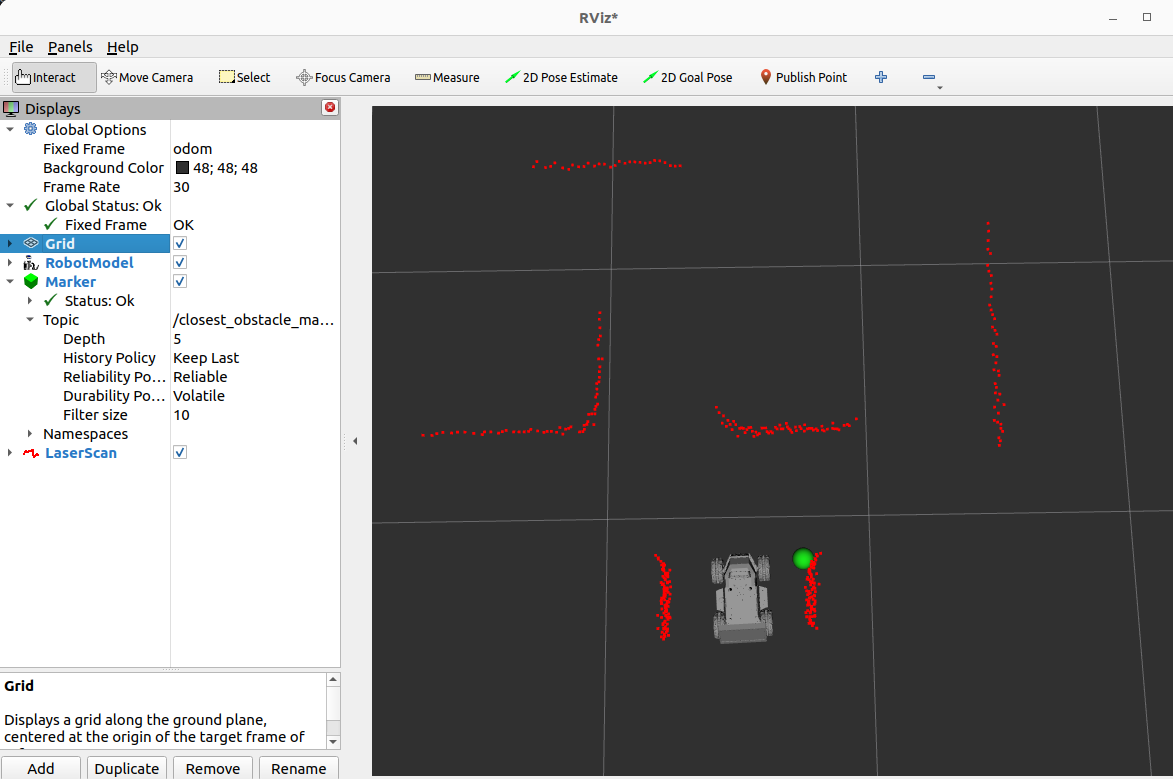 RViz*
File Panels Help
Interact Move Camera Select Focus Camera Measure 2D Pose Estimate 2D Goal Pose Publish Point
Displays
Global Options
Fixed Frame odom
Background Color 48; 48; 48
Frame Rate 30
Global Status: Ok
Fixed Frame OK
Grid
RobotModel
Marker
Status: Ok
Topic /closest_obstacle_ma...
Depth 5
History Policy Keep Last
Reliability Po... Reliable
Durability Po... Volatile
Filter size 10
Namespaces
LaserScan
Grid
Displays a grid along the ground plane,
centered at the origin of the target frame of
Add Duplicate Remove Rename